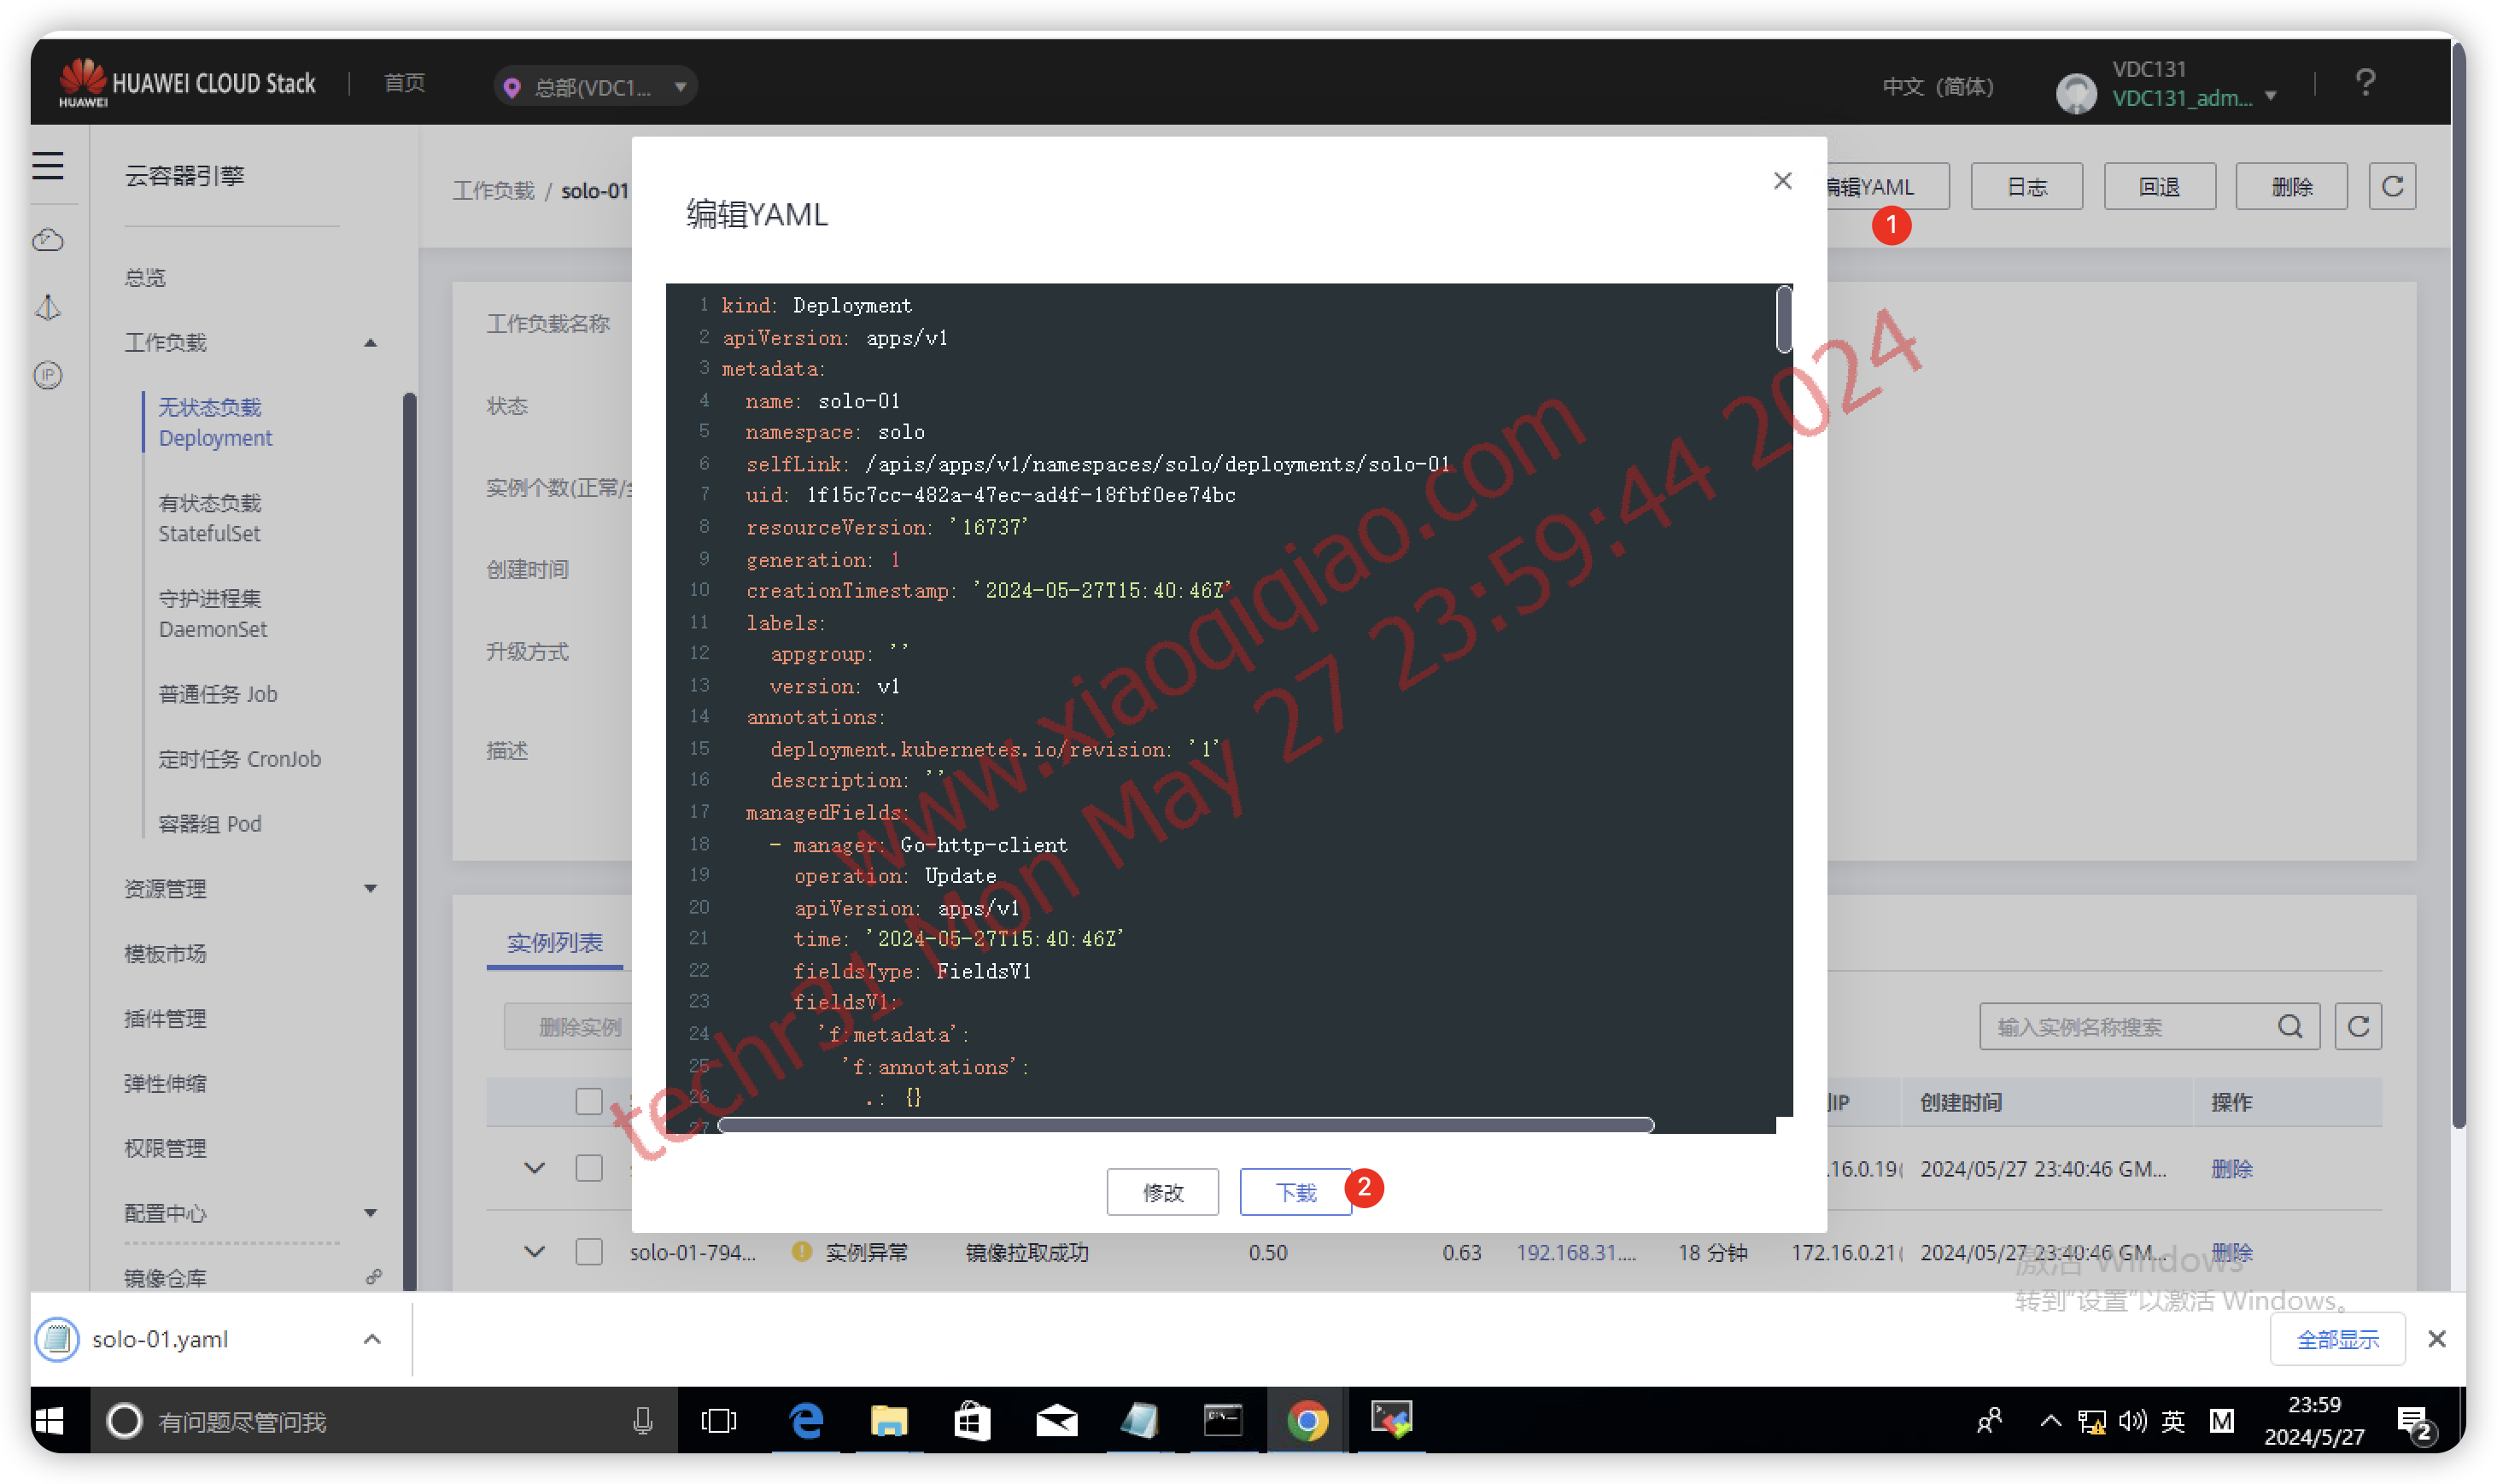 HUAWEI
HUAWEI CLOUD Stack
首页
总部(VDC1...
中文（简体）
VDC131
VDC131_adm...
?
云容器引擎
总览
工作负载
无状态负载
Deployment
有状态负载
StatefulSet
守护进程集
DaemonSet
普通任务 Job
定时任务 CronJob
容器组 Pod
资源管理
模板市场
插件管理
弹性伸缩
权限管理
配置中心
镜像仓库
IP
工作负载 / solo-01
编辑YAML
1
日志
回退
删除
工作负载名称
状态
实例个数(正常/
创建时间
升级方式
描述
实例列表
删除实例
输入实例名称搜索
编辑YAML
1 kind: Deployment
2 apiVersion: apps/v1
3 metadata:
4 name: solo-01
5 namespace: solo
6 selfLink: /apis/apps/v1/namespaces/solo/deployments/solo-01
7 uid: 1f15c7cc-482a-47ec-ad4f-18fbf0ee74bc
8 resourceVersion: '16737'
9 generation: 1
10 creationTimestamp: '2024-05-27T15:40:46Z'
11 labels:
12 appgroup: ''
13 version: v1
14 annotations:
15 deployment.kubernetes.io/revision: '1'
16 description: ''
17 managedFields:
18 - manager: Go-http-client
19 operation: Update
20 apiVersion: apps/v1
21 time: '2024-05-27T15:40:46Z'
22 fieldsType: FieldsV1
23 fieldsV1:
24 'f:metadata':
25 'f:annotations':
26 .: {}
27
修改
下载
2
www.xiaoqiqiao.com
techr31 Mon May 27 23:59:44 2024
IP
创建时间
操作
.16.0.19(
2024/05/27 23:40:46 GM...
删除
solo-01-794...
实例异常
镜像拉取成功
0.50
0.63
192.168.31....
18 分钟
172.16.0.21(
2024/05/27 23:40:46 GM...
删除
激活 Windows
转到"设置"以激活 Windows。
solo-01.yaml
全部显示
有问题尽管问我
英
M
23:59
2024/5/27
2